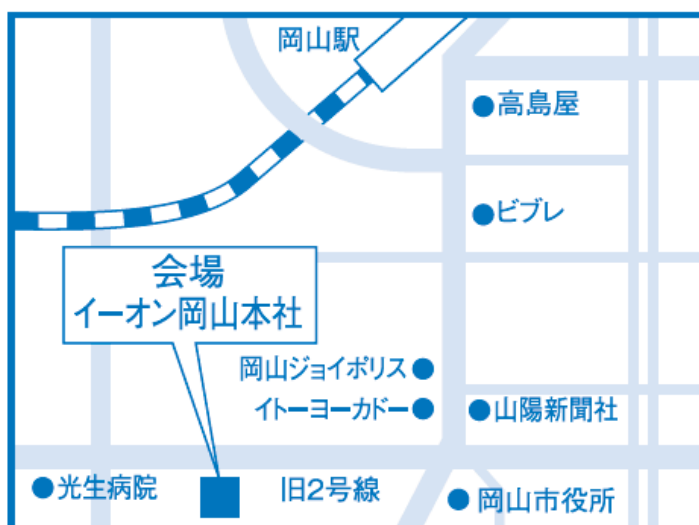 岡山駅
高島屋
ビブレ
会場
イーオン岡山本社
岡山ジョイポリス
イトーヨーカドー
山陽新聞社
光生病院
旧2号線
岡山市役所